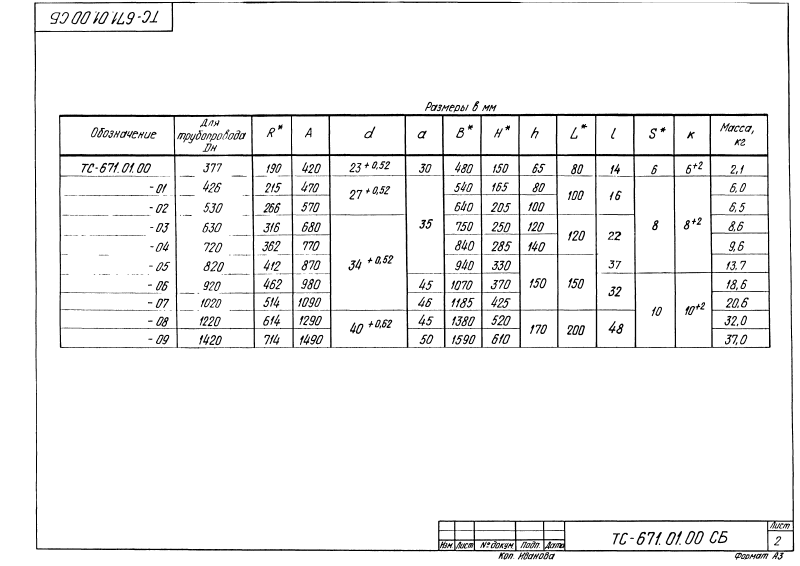 ТС-671.01.00 СБ
Размеры в мм
Обозначение Для трубопровода Dн R* A d a B* H* h L* l S* к Масса, кг
ТС-671.01.00 377 190 420 23+0,52 30 480 150 65 80 14 6 6+2 2,1
-01 426 215 470 27+0,52 35 540 165 80 100 16 8 8+2 6,0
-02 530 266 570 640 205 100 6,5
-03 630 316 680 34+0,52 750 250 120 120 22 8,6
-04 720 362 770 840 285 140 9,6
-05 820 412 870 940 330 150 150 37 13,7
-06 920 462 980 45 1070 370 32 10 10+2 18,6
-07 1020 514 1090 46 1185 425 20,6
-08 1220 614 1290 40+0,62 45 1380 520 170 200 48 32,0
-09 1420 714 1490 50 1590 610 37,0
Изм. Лист № докум. Подп. Дата
ТС-671.01.00 СБ
Лист
2
Коп. Иванова
Формат А3